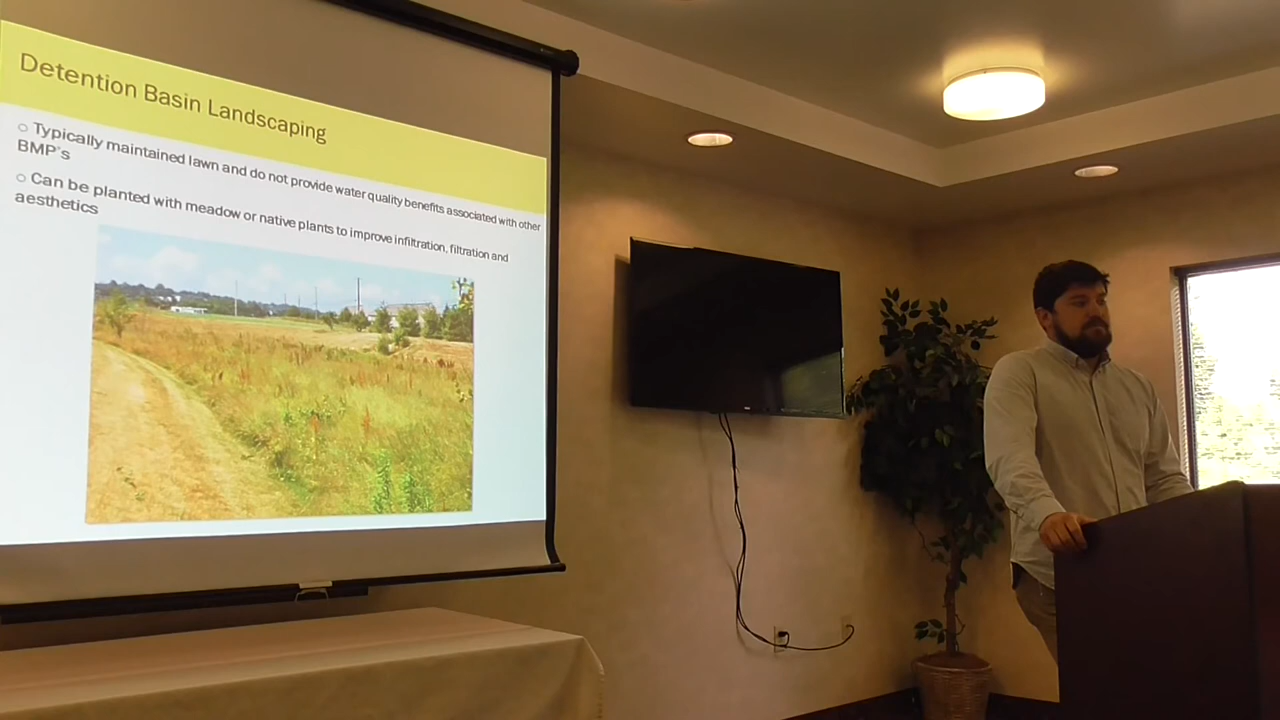 Detention Basin Landscaping
○ Typically maintained lawn and do not provide water quality benefits associated with other
BMP's
○ Can be planted with meadow or native plants to improve infiltration, filtration and
aesthetics